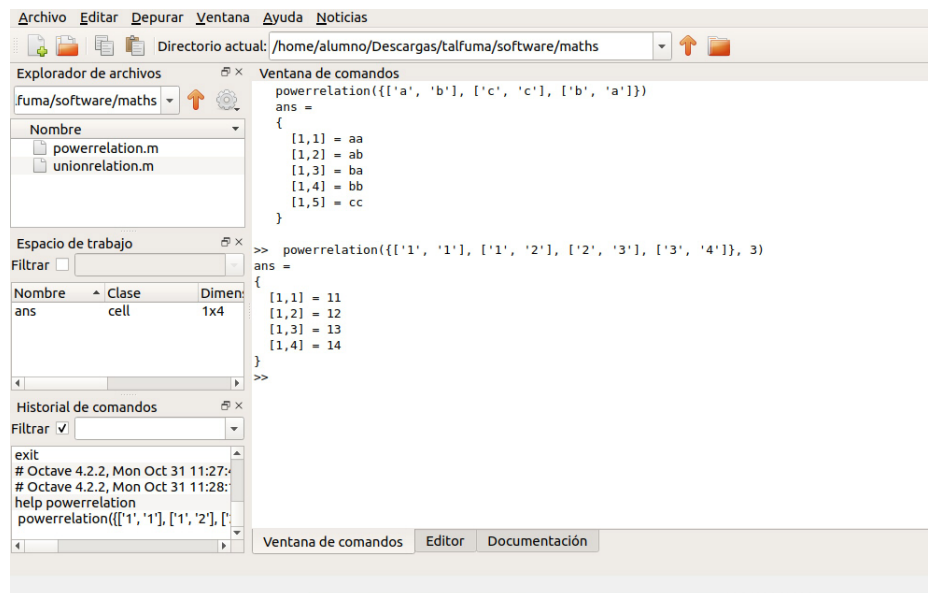 Archivo Editar Depurar Ventana Ayuda Noticias
Directorio actual: /home/alumno/Descargas/talfuma/software/maths
Explorador de archivos
.fuma/software/maths
Nombre
powerrelation.m
unionrelation.m
Espacio de trabajo
Filtrar
Nombre Clase Dimen
ans cell 1x4
Historial de comandos
Filtrar
exit
# Octave 4.2.2, Mon Oct 31 11:27:
# Octave 4.2.2, Mon Oct 31 11:28:
help powerrelation
powerrelation({['1', '1'], ['1', '2'], ['
Ventana de comandos
powerrelation({['a', 'b'], ['c', 'c'], ['b', 'a']})
ans =
{
[1,1] = aa
[1,2] = ab
[1,3] = ba
[1,4] = bb
[1,5] = cc
}
>> powerrelation({['1', '1'], ['1', '2'], ['2', '3'], ['3', '4']}, 3)
ans =
{
[1,1] = 11
[1,2] = 12
[1,3] = 13
[1,4] = 14
}
>>
Ventana de comandos Editor Documentación